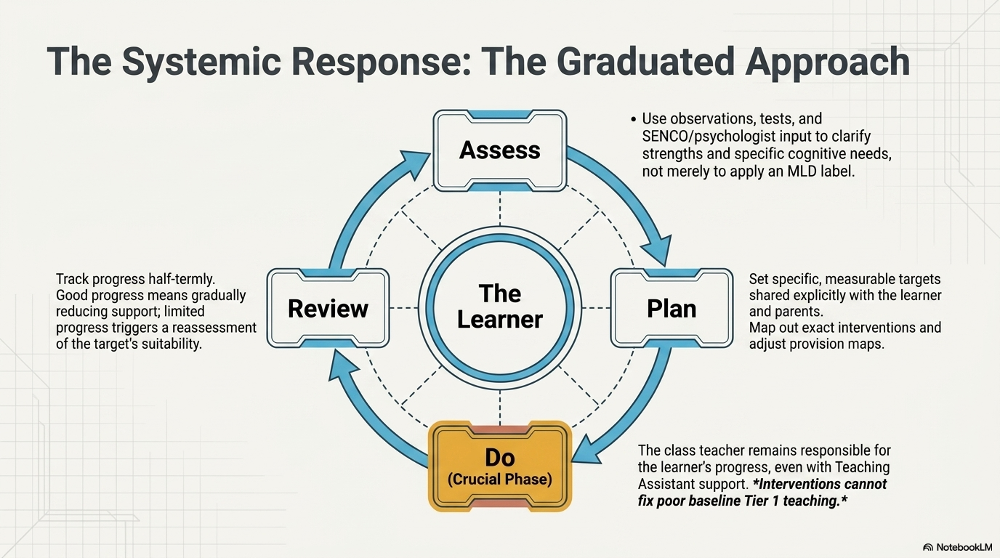 The Systemic Response: The Graduated Approach
Assess
• Use observations, tests, and
SENCO/psychologist input to clarify
strengths and specific cognitive needs,
not merely to apply an MLD label.
Track progress half-termly.
Good progress means gradually
reducing support; limited
progress triggers a reassessment
of the target's suitability.
Review
The
Learner
Plan
Set specific, measurable targets
shared explicitly with the learner
and parents.
Map out exact interventions and
adjust provision maps.
Do
(Crucial Phase)
The class teacher remains responsible for
the learner's progress, even with Teaching
Assistant support. *Interventions cannot
fix poor baseline Tier 1 teaching.*
NotebookLM